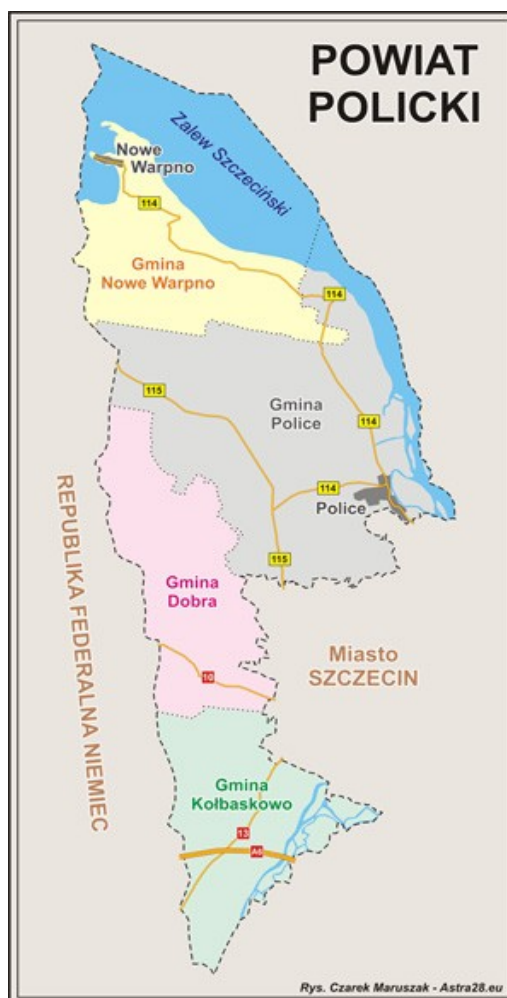 POWIAT
POLICKI
Zalew Szczeciński
Nowe
Warpno
114
Gmina
Nowe Warpno
114
115
Gmina
Police
114
114
Police
115
REPUBLIKA FEDERALNA NIEMIEC
Gmina
Dobra
Miasto
SZCZECIN
10
Gmina
Kołbaskowo
13
A6
Rys. Czarek Maruszak - Astra28.eu